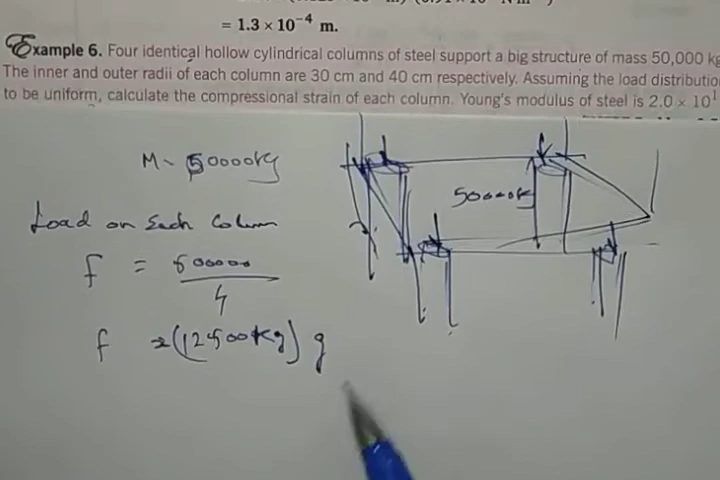 = 1.3 × 10⁻⁴ m.
Example 6. Four identical hollow cylindrical columns of steel support a big structure of mass 50,000 kg
The inner and outer radii of each column are 30 cm and 40 cm respectively. Assuming the load distributio
to be uniform, calculate the compressional strain of each column. Young's modulus of steel is 2.0 × 10¹
M = 50000kg
50000kg
Load on Each Column
f = 500000
4
f = (12500kg) g